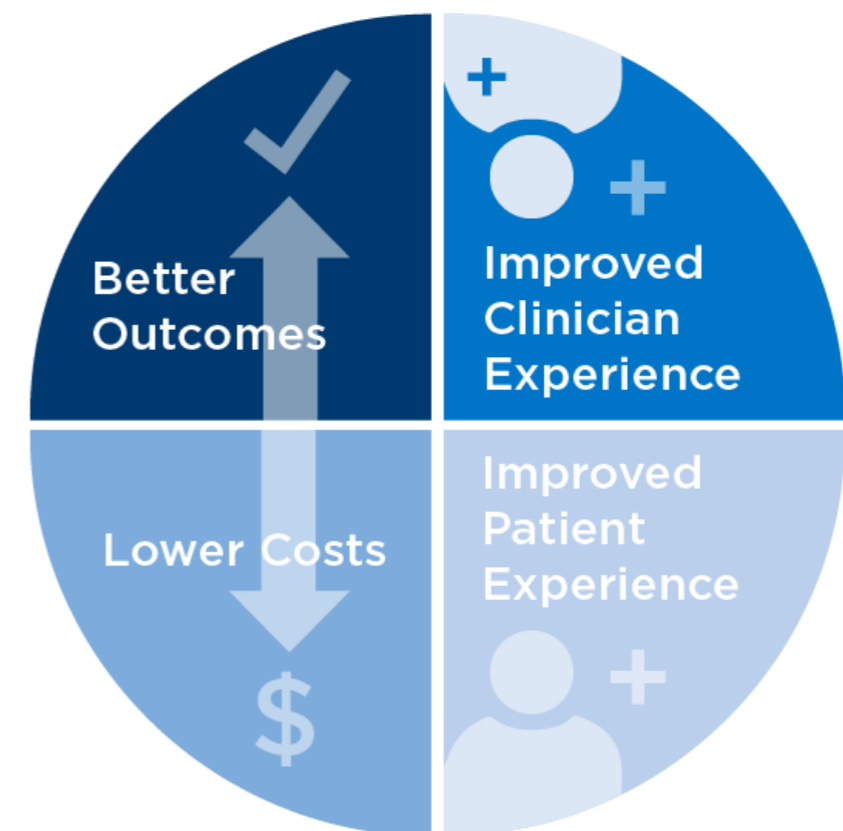 Better
Outcomes
Improved
Clinician
Experience
Lower Costs
$
Improved
Patient
Experience